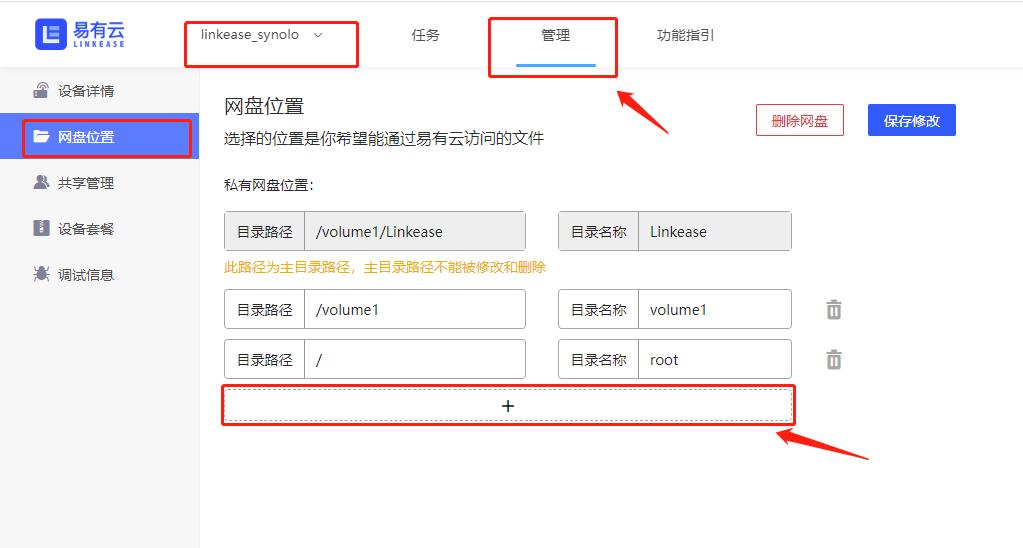 易有云
LINKEASE
linkease_synolo
任务
管理
功能指引
设备详情
网盘位置
共享管理
设备套餐
调试信息
网盘位置
选择的位置是你希望能通过易有云访问的文件
删除网盘
保存修改
私有网盘位置：
目录路径 /volume1/Linkease
目录名称 Linkease
此路径为主目录路径，主目录路径不能被修改和删除
目录路径 /volume1
目录名称 volume1
目录路径 /
目录名称 root
+